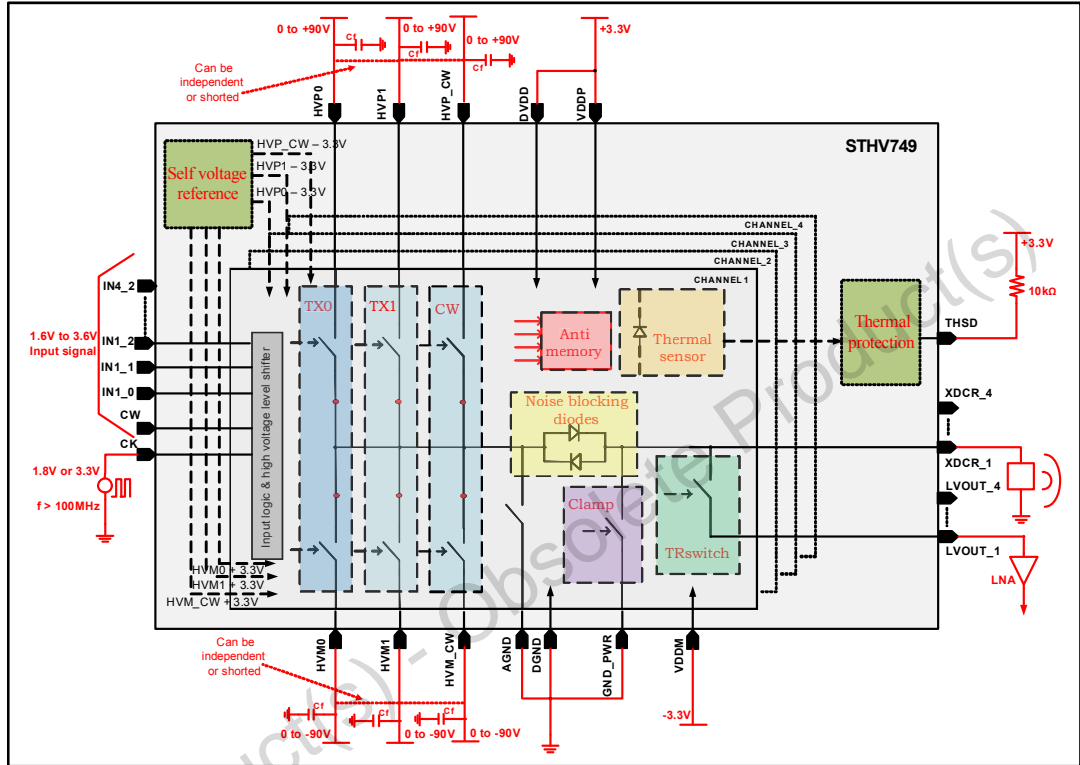 0 to +90V
0 to +90V
0 to +90V
+3.3V
Cf
Cf
Cf
Can be
independent
or shorted
HVP0
HVP1
HVP_CW
DVDD
VDDP
STHV749
Self voltage
reference
HVP_CW – 3.3V
HVP1 – 3.3V
HVP0 – 3.3V
CHANNEL_4
CHANNEL_3
CHANNEL_2
CHANNEL1
+3.3V
10kΩ
THSD
IN4_2
1.6V to 3.6V
Input signal
IN1_2
IN1_1
IN1_0
CW
CK
1.8V or 3.3V
f > 100MHz
Input logic & high voltage level shifter
TX0
TX1
CW
Anti
memory
Thermal
sensor
Thermal
protection
Noise blocking
diodes
Clamp
TRswitch
XDCR_4
XDCR_1
LVOUT_4
LVOUT_1
LNA
HVM0 + 3.3V
HVM1 + 3.3V
HVM_CW + 3.3V
Can be
independent
or shorted
HVM0
HVM1
HVM_CW
AGND
DGND
GND_PWR
VDDM
Cf
Cf
Cf
0 to -90V
0 to -90V
0 to -90V
-3.3V
uct(s) - Obsolete Product(s)